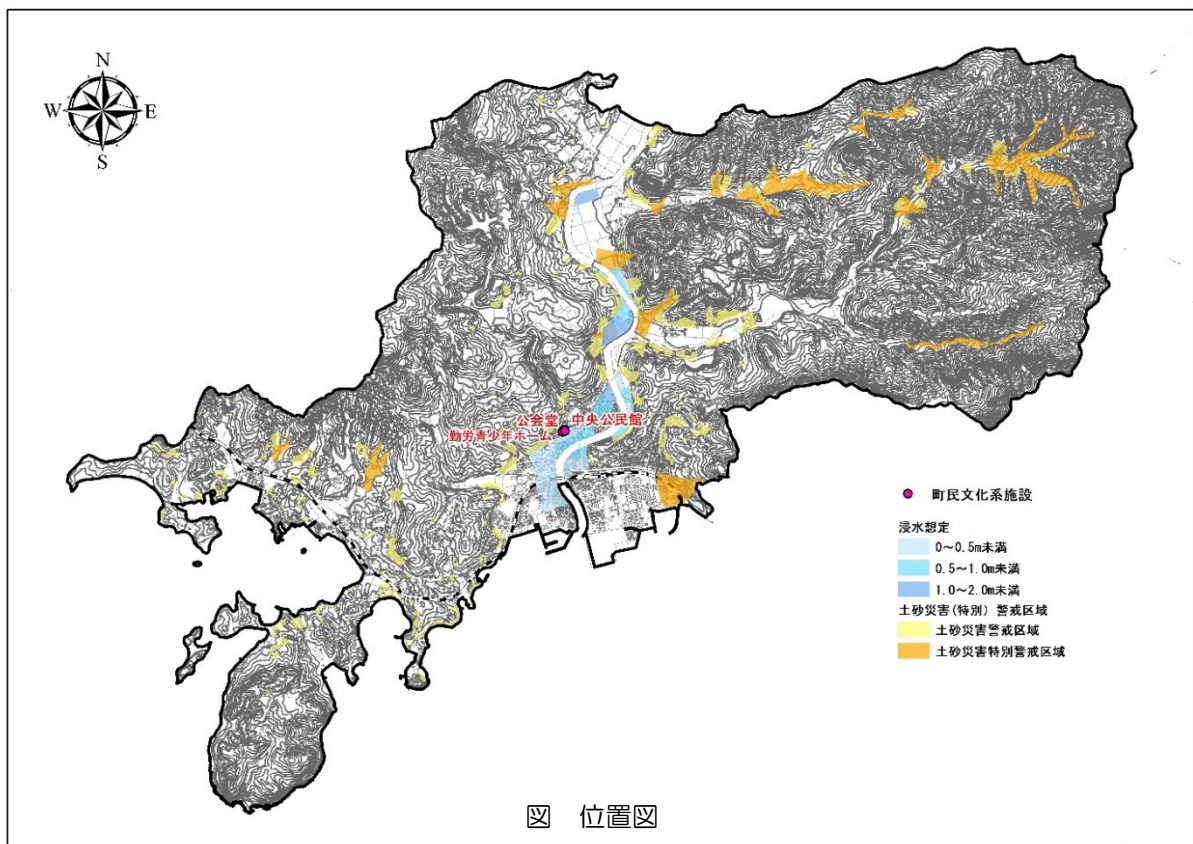 N
W E
S
公会堂 中央公民館
勤労青少年ホーム
町民文化系施設
浸水想定
0～0.5m未満
0.5～1.0m未満
1.0～2.0m未満
土砂災害(特別) 警戒区域
土砂災害警戒区域
土砂災害特別警戒区域
図 位置図